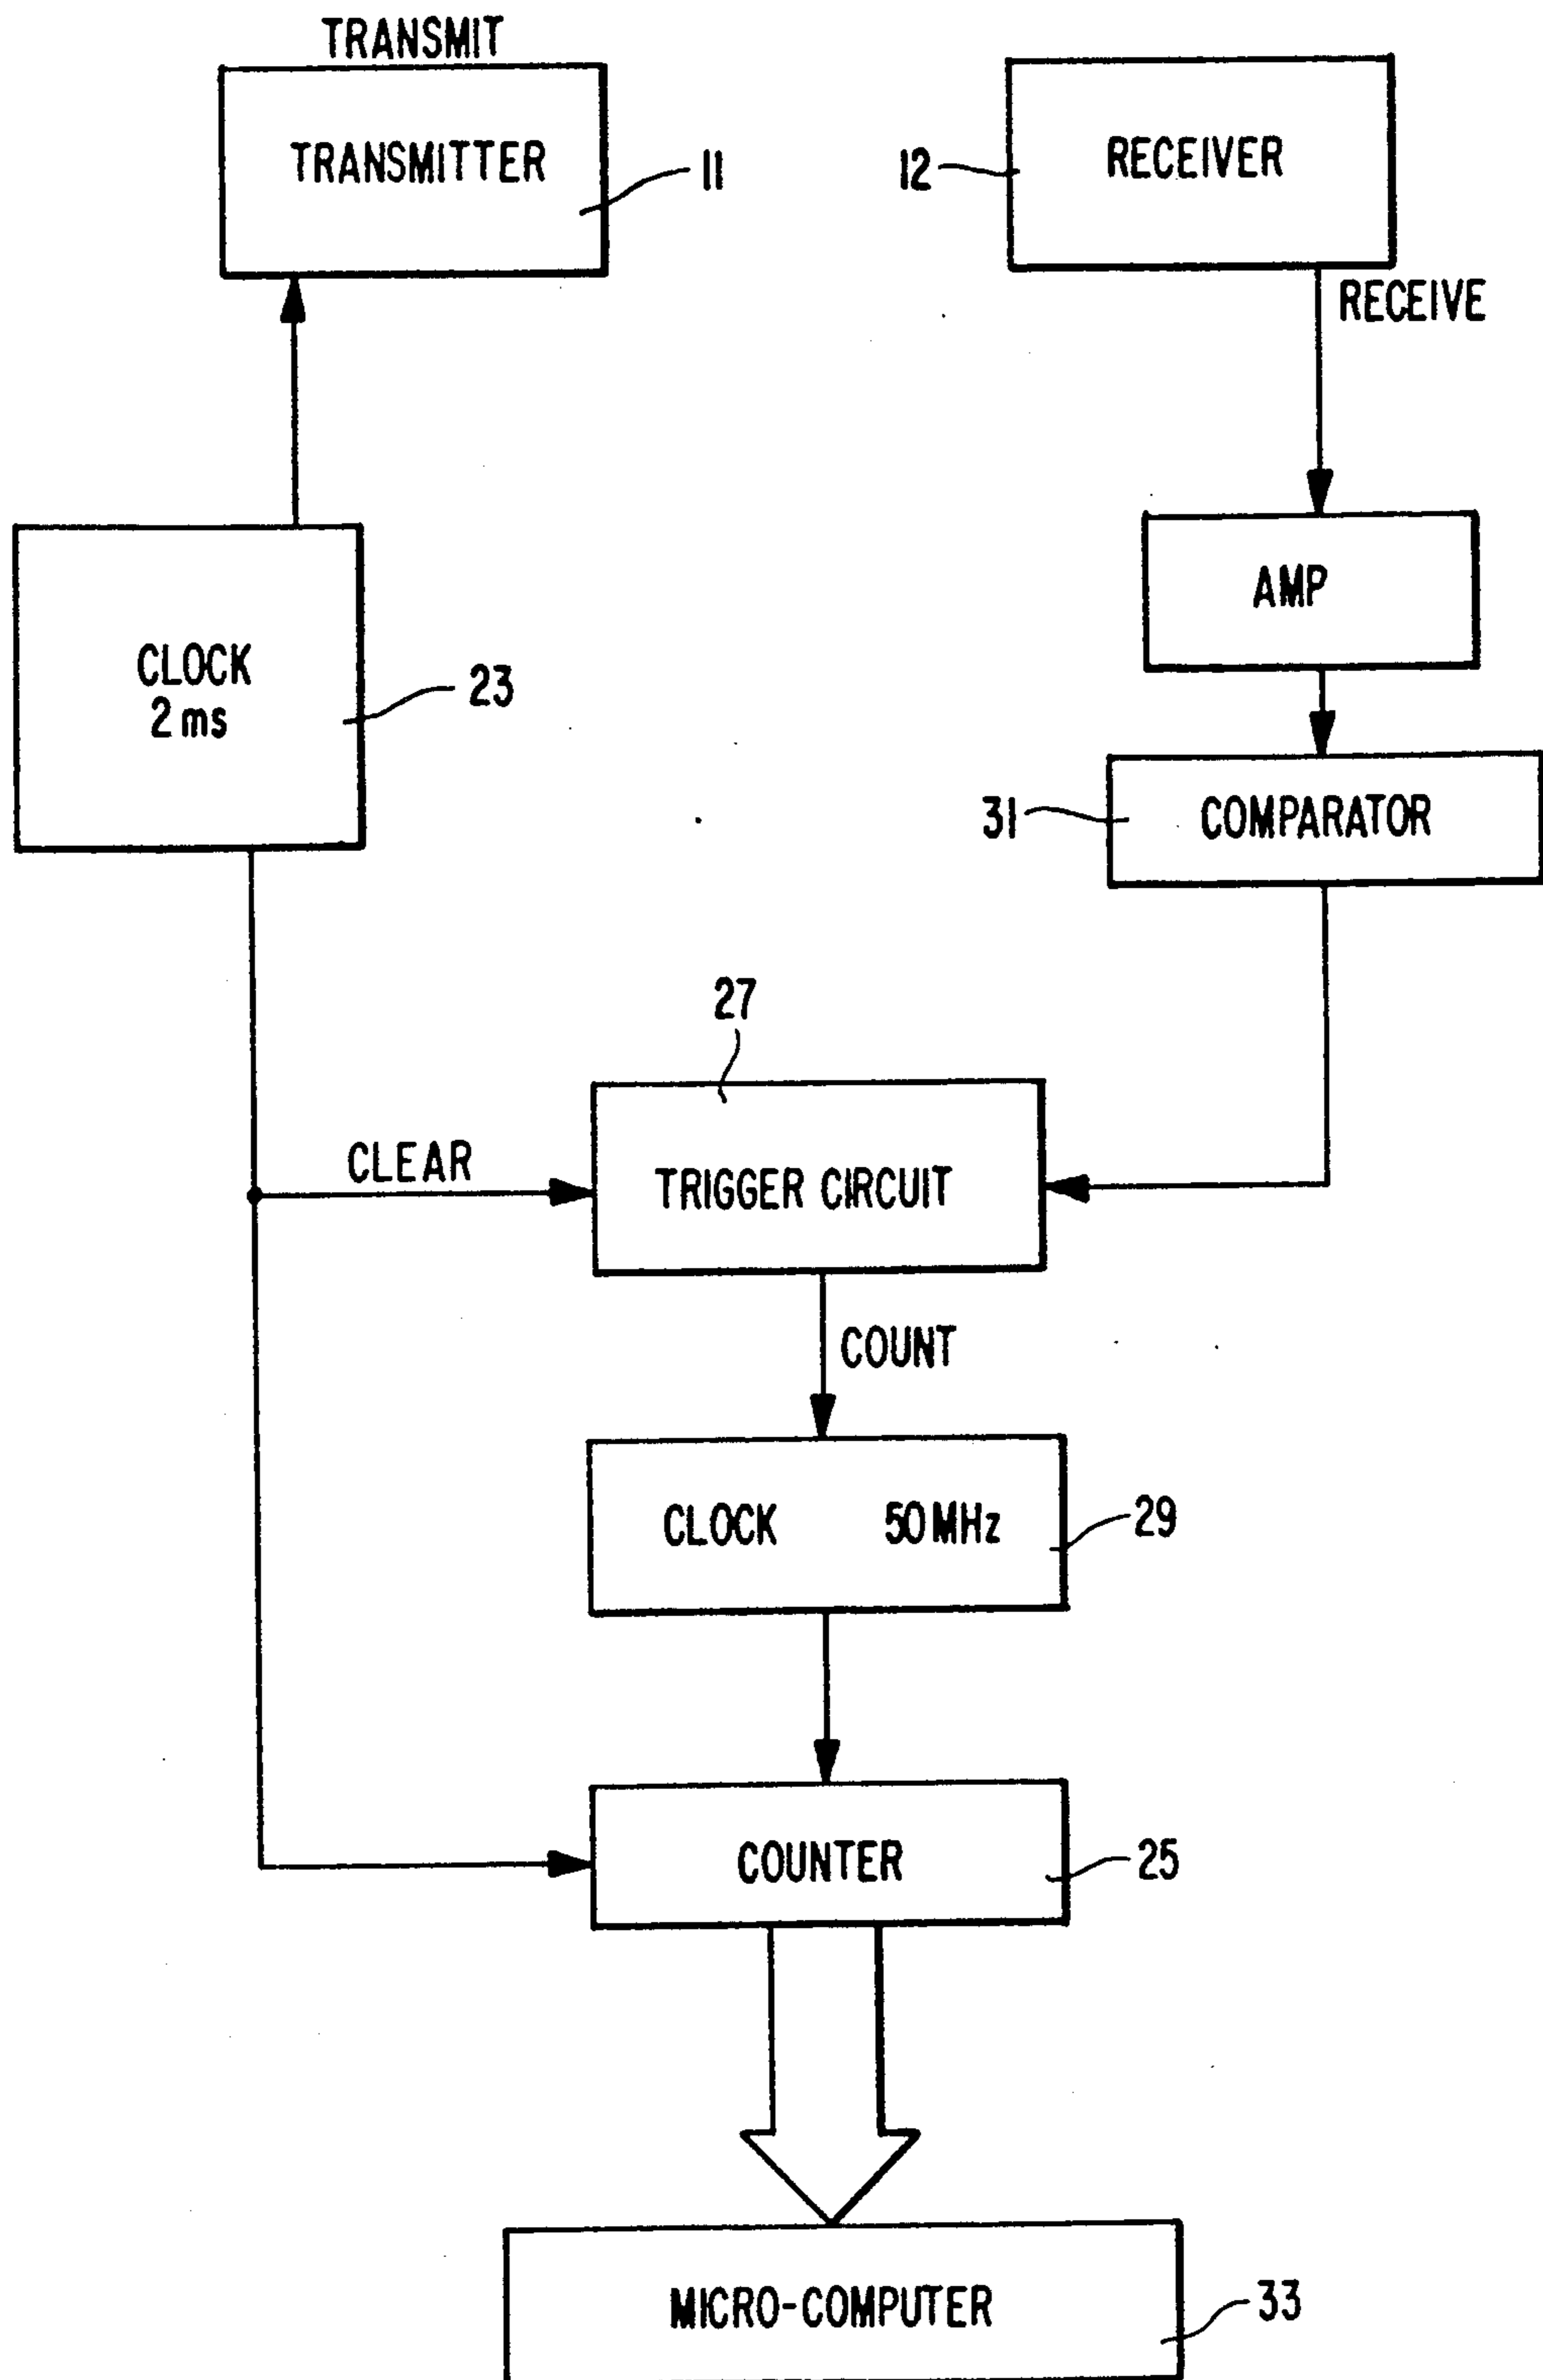 TRANSMIT
TRANSMITTER
11
12
RECEIVER
RECEIVE
AMP
CLOCK
2 ms
23
31
COMPARATOR
27
CLEAR
TRIGGER CIRCUIT
COUNT
CLOCK 50 MHz
29
COUNTER
25
MICRO-COMPUTER
33